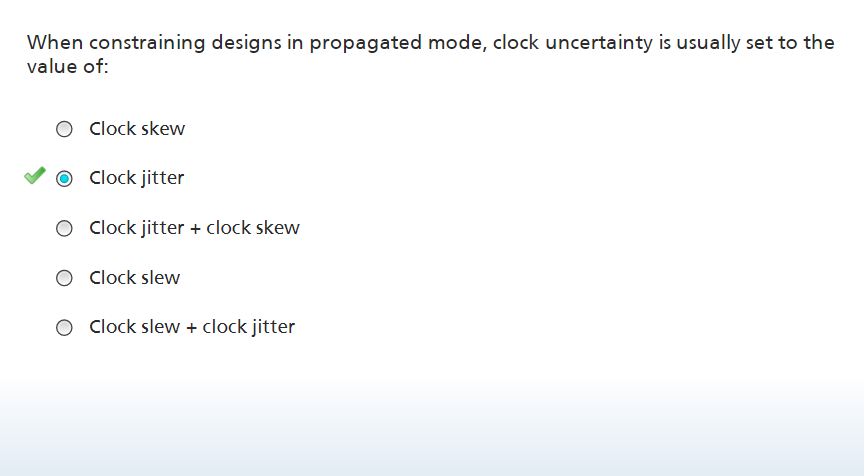 When constraining designs in propagated mode, clock uncertainty is usually set to the
value of:
Clock skew
Clock jitter
Clock jitter + clock skew
Clock slew
Clock slew + clock jitter